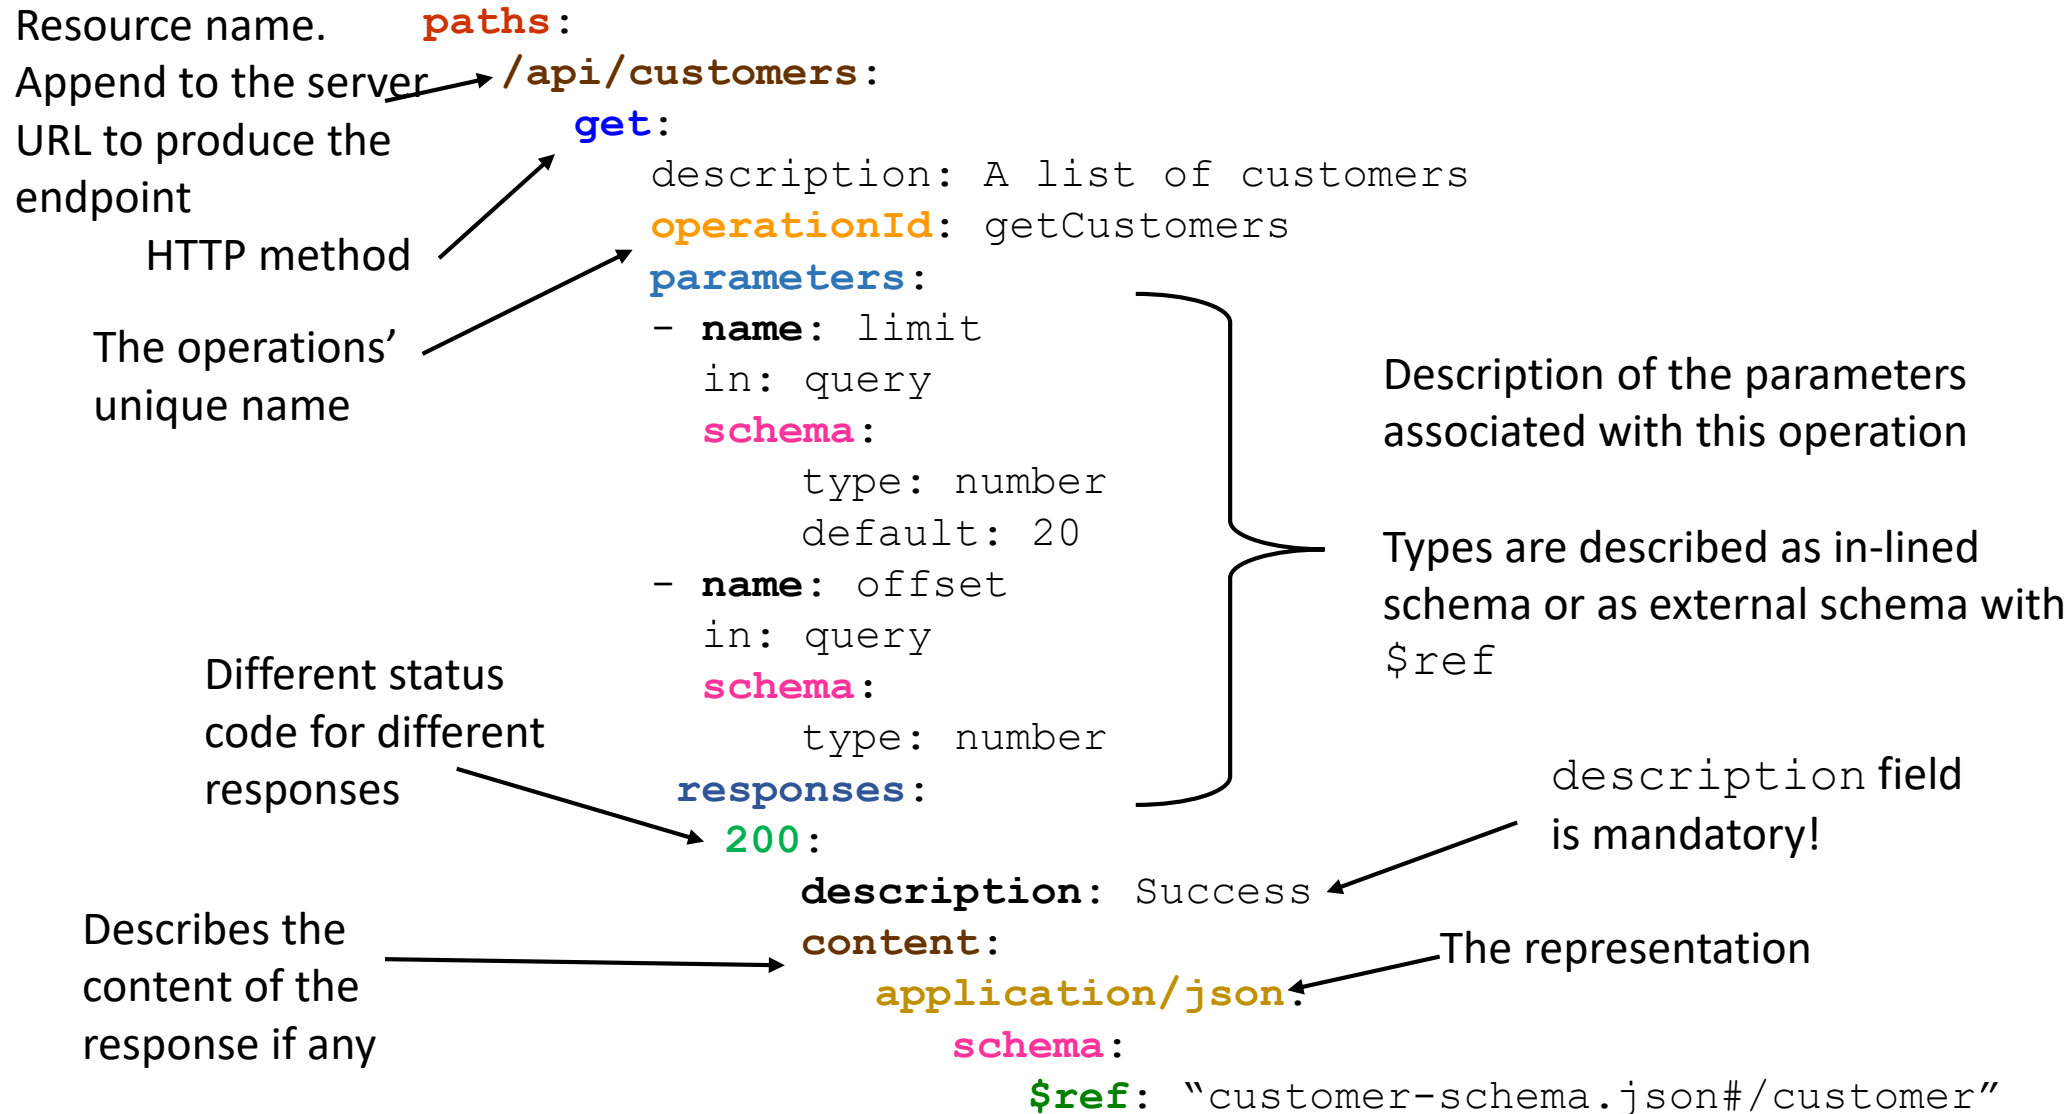 Resource name.
Append to the server
URL to produce the
endpoint
HTTP method
The operations’
unique name
Different status
code for different
responses
Describes the
content of the
response if any
paths:
/api/customers:
get:
description: A list of customers
operationId: getCustomers
parameters:
- name: limit
in: query
schema:
type: number
default: 20
- name: offset
in: query
schema:
type: number
responses:
200:
description: Success
content:
application/json:
schema:
$ref: “customer-schema.json#/customer”
Description of the parameters
associated with this operation
Types are described as in-lined
schema or as external schema with
$ref
description field
is mandatory!
The representation